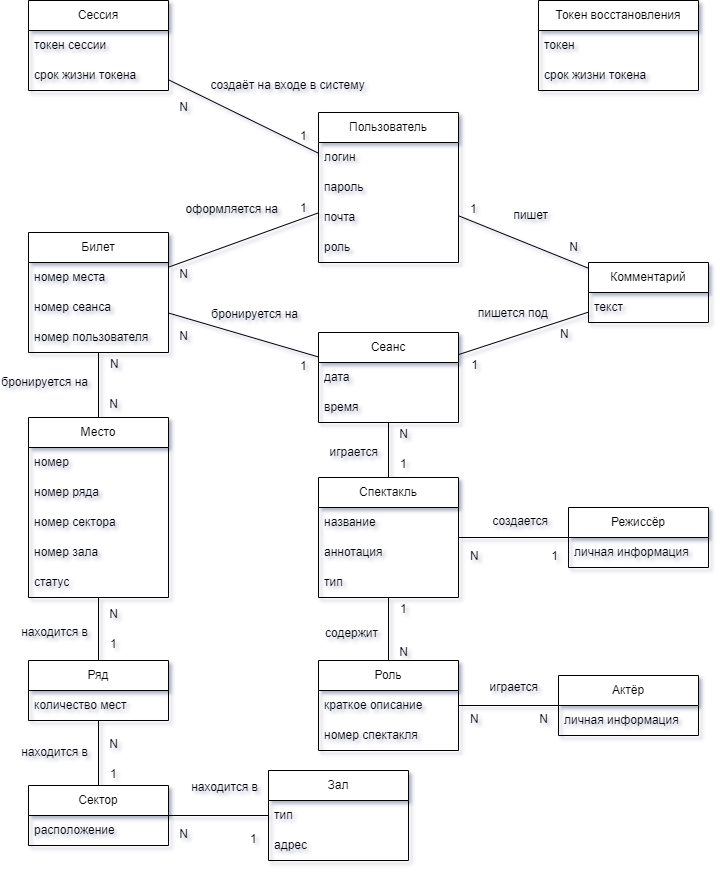 Сессия
токен сессии
срок жизни токена
Токен восстановления
токен
срок жизни токена
создаёт на входе в систему
N
1
Пользователь
логин
пароль
почта
роль
оформляется на
1
N
1
пишет
N
Билет
номер места
номер сеанса
номер пользователя
Комментарий
текст
бронируется на
N
1
пишется под
N
1
Сеанс
дата
время
N
бронируется на
N
Место
номер
номер ряда
номер сектора
номер зала
статус
N
играется
1
Спектакль
название
аннотация
тип
создается
N
1
Режиссёр
личная информация
N
находится в
1
1
содержит
N
Ряд
количество мест
Роль
краткое описание
номер спектакля
играется
N
N
Актёр
личная информация
N
находится в
1
Сектор
расположение
находится в
N
1
Зал
тип
адрес